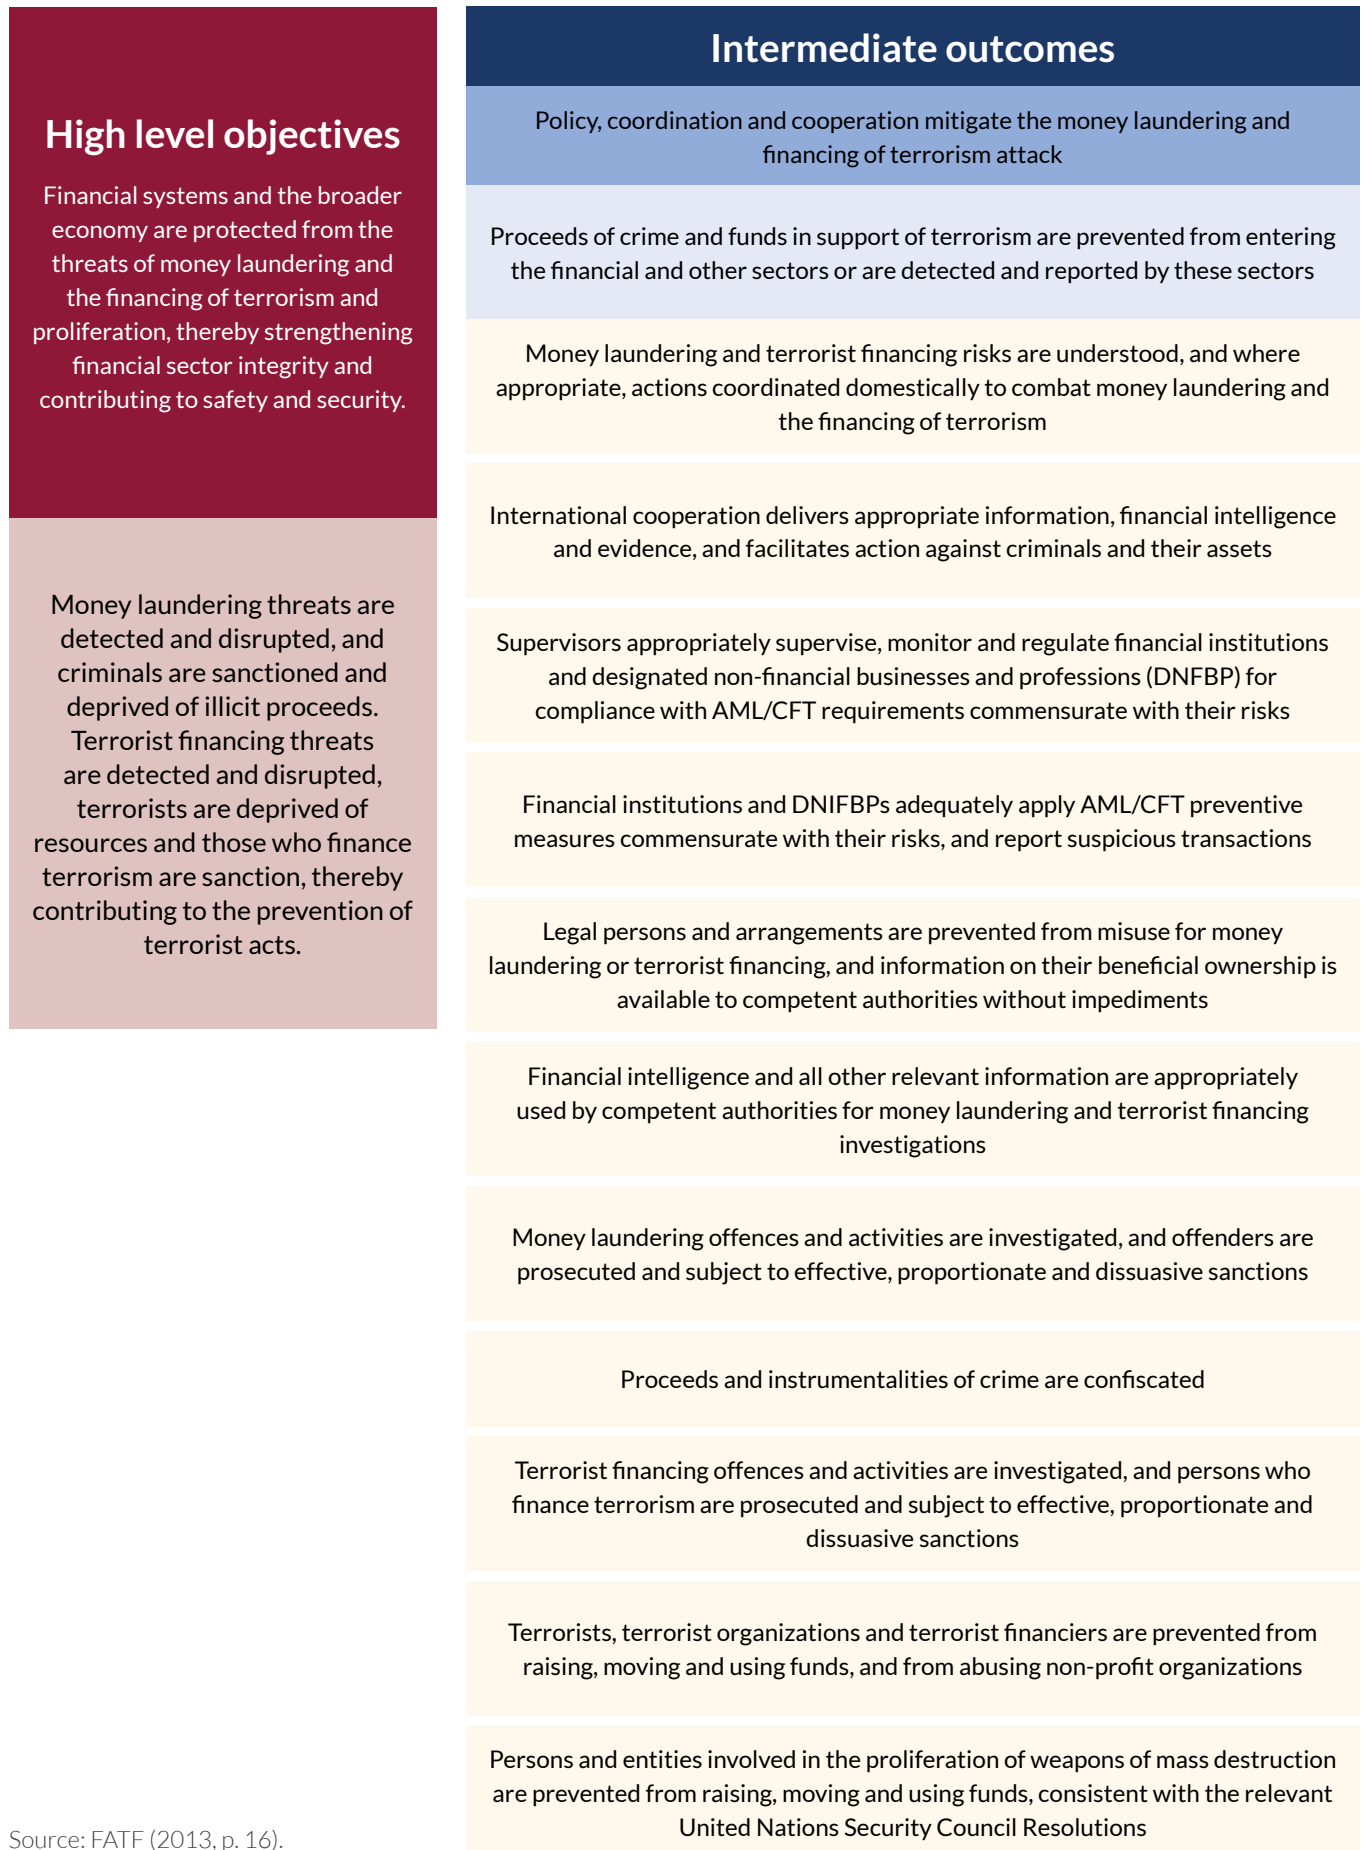 High level objectives
Financial systems and the broader
economy are protected from the
threats of money laundering and
the financing of terrorism and
proliferation, thereby strengthening
financial sector integrity and
contributing to safety and security.
Money laundering threats are
detected and disrupted, and
criminals are sanctioned and
deprived of illicit proceeds.
Terrorist financing threats
are detected and disrupted,
terrorists are deprived of
resources and those who finance
terrorism are sanction, thereby
contributing to the prevention of
terrorist acts.
Intermediate outcomes
Policy, coordination and cooperation mitigate the money laundering and
financing of terrorism attack
Proceeds of crime and funds in support of terrorism are prevented from entering
the financial and other sectors or are detected and reported by these sectors
Money laundering and terrorist financing risks are understood, and where
appropriate, actions coordinated domestically to combat money laundering and
the financing of terrorism
International cooperation delivers appropriate information, financial intelligence
and evidence, and facilitates action against criminals and their assets
Supervisors appropriately supervise, monitor and regulate financial institutions
and designated non-financial businesses and professions (DNFBP) for
compliance with AML/CFT requirements commensurate with their risks
Financial institutions and DNIFBPs adequately apply AML/CFT preventive
measures commensurate with their risks, and report suspicious transactions
Legal persons and arrangements are prevented from misuse for money
laundering or terrorist financing, and information on their beneficial ownership is
available to competent authorities without impediments
Financial intelligence and all other relevant information are appropriately
used by competent authorities for money laundering and terrorist financing
investigations
Money laundering offences and activities are investigated, and offenders are
prosecuted and subject to effective, proportionate and dissuasive sanctions
Proceeds and instrumentalities of crime are confiscated
Terrorist financing offences and activities are investigated, and persons who
finance terrorism are prosecuted and subject to effective, proportionate and
dissuasive sanctions
Terrorists, terrorist organizations and terrorist financiers are prevented from
raising, moving and using funds, and from abusing non-profit organizations
Persons and entities involved in the proliferation of weapons of mass destruction
are prevented from raising, moving and using funds, consistent with the relevant
United Nations Security Council Resolutions
Source: FATF (2013, p. 16).